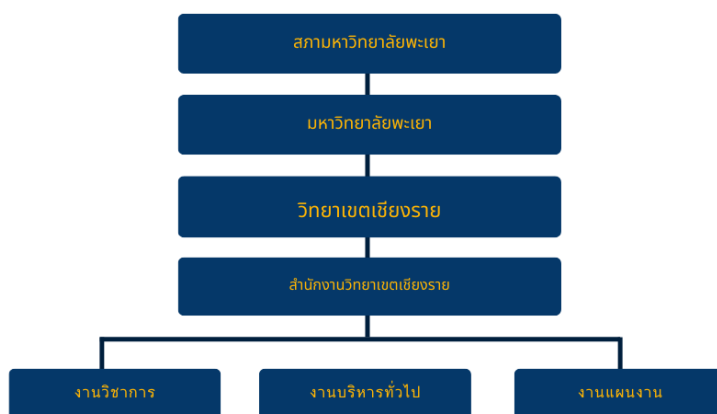 สภามหาวิทยาลัยพะเยา
มหาวิทยาลัยพะเยา
วิทยาเขตเชียงราย
สำนักงานวิทยาเขตเชียงราย
งานวิชาการ
งานบริหารทั่วไป
งานแผนงาน